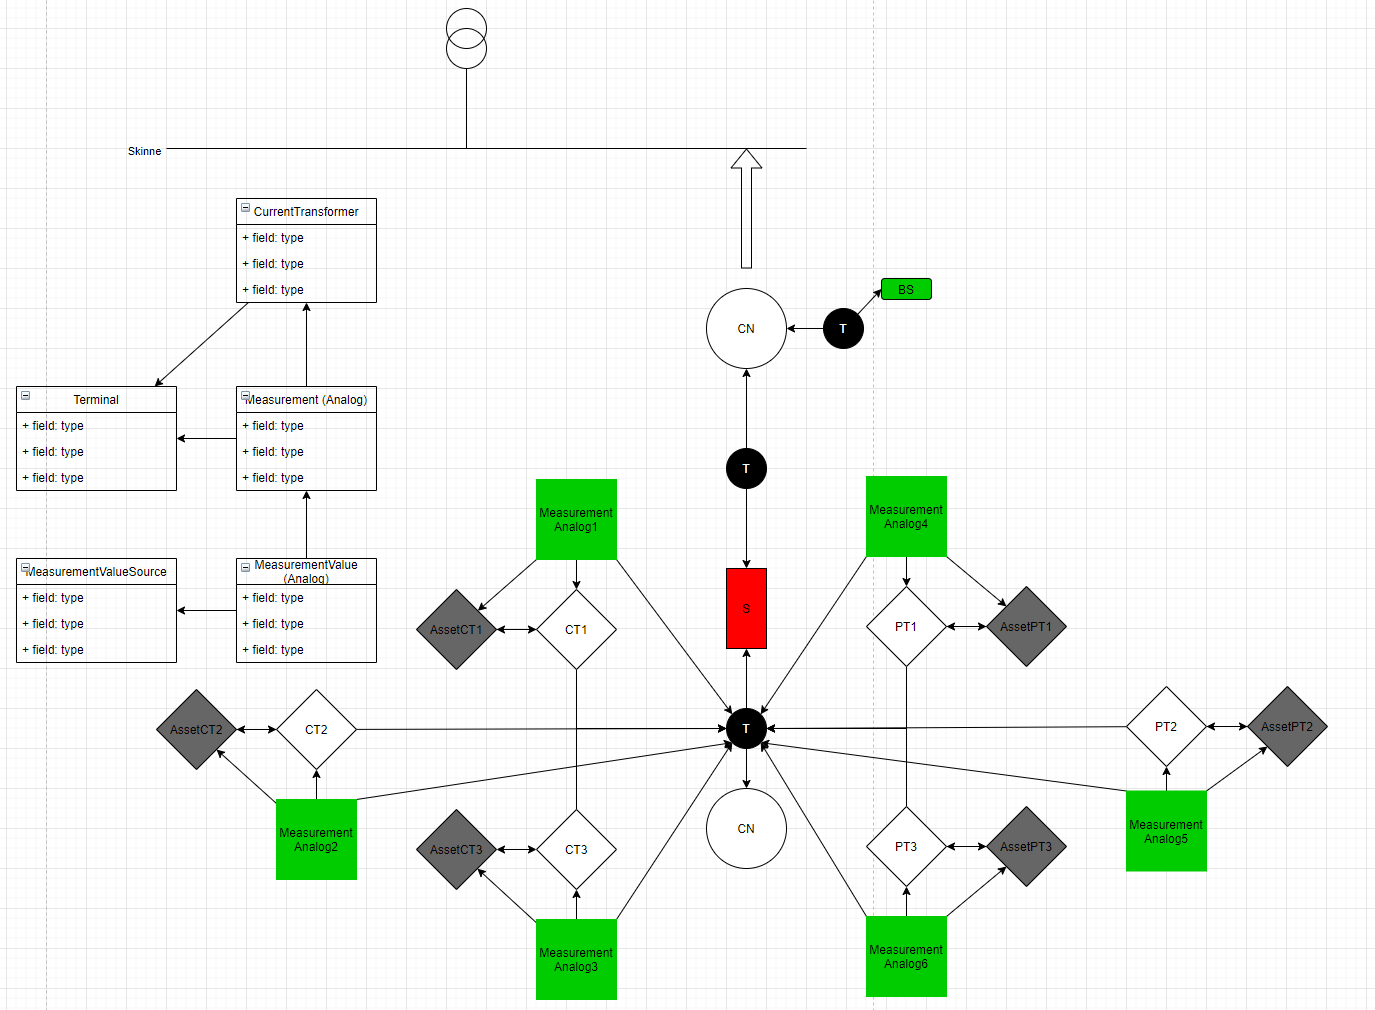 Skinne
CurrentTransformer
+ field: type
+ field: type
+ field: type
BS
CN
T
Terminal
+ field: type
+ field: type
+ field: type
Measurement (Analog)
+ field: type
+ field: type
+ field: type
T
Measurement
Analog1
Measurement
Analog4
MeasurementValueSource
+ field: type
+ field: type
+ field: type
MeasurementValue
(Analog)
+ field: type
+ field: type
+ field: type
S
AssetCT1
CT1
PT1
AssetPT1
AssetCT2
CT2
T
PT2
AssetPT2
Measurement
Analog2
CN
Measurement
Analog5
AssetCT3
CT3
PT3
AssetPT3
Measurement
Analog3
Measurement
Analog6